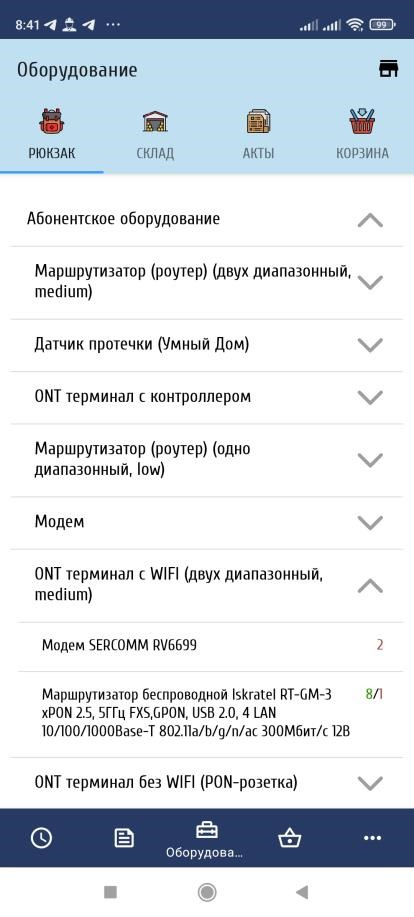 8:41
99
Оборудование
РЮКЗАК
СКЛАД
АКТЫ
КОРЗИНА
Абонентское оборудование
Маршрутизатор (роутер) (двух диапазонный,
medium)
Датчик протечки (Умный Дом)
ONT терминал с контроллером
Маршрутизатор (роутер) (одно
диапазонный, low)
Модем
ONT терминал с WIFI (двух диапазонный,
medium)
Модем SERCOMM RV6699 2
Маршрутизатор беспроводной Iskratel RT-GM-3 8/1
xPON 2.5, 5ГГц FXS,GPON, USB 2.0, 4 LAN
10/100/1000Base-T 802.11a/b/g/n/ac 300Мбит/с 12В
ONT терминал без WIFI (PON-розетка)
Оборудова...